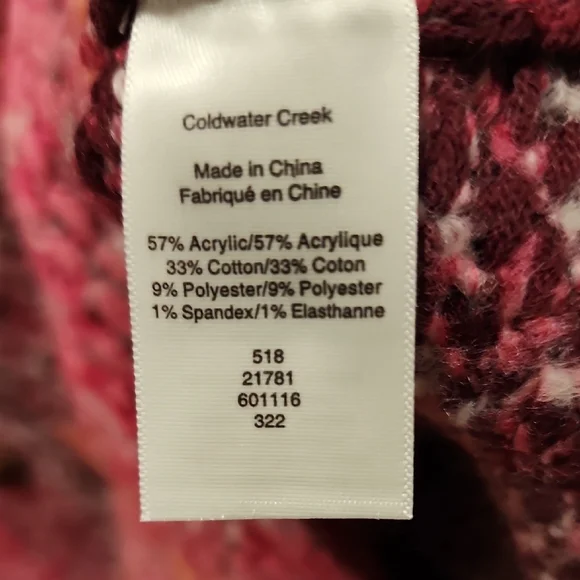 Coldwater Creek
Made in China
Fabriqué en Chine
57% Acrylic/57% Acrylique
33% Cotton/33% Coton
9% Polyester/9% Polyester
1% Spandex/1% Elasthanne
518
21781
601116
322